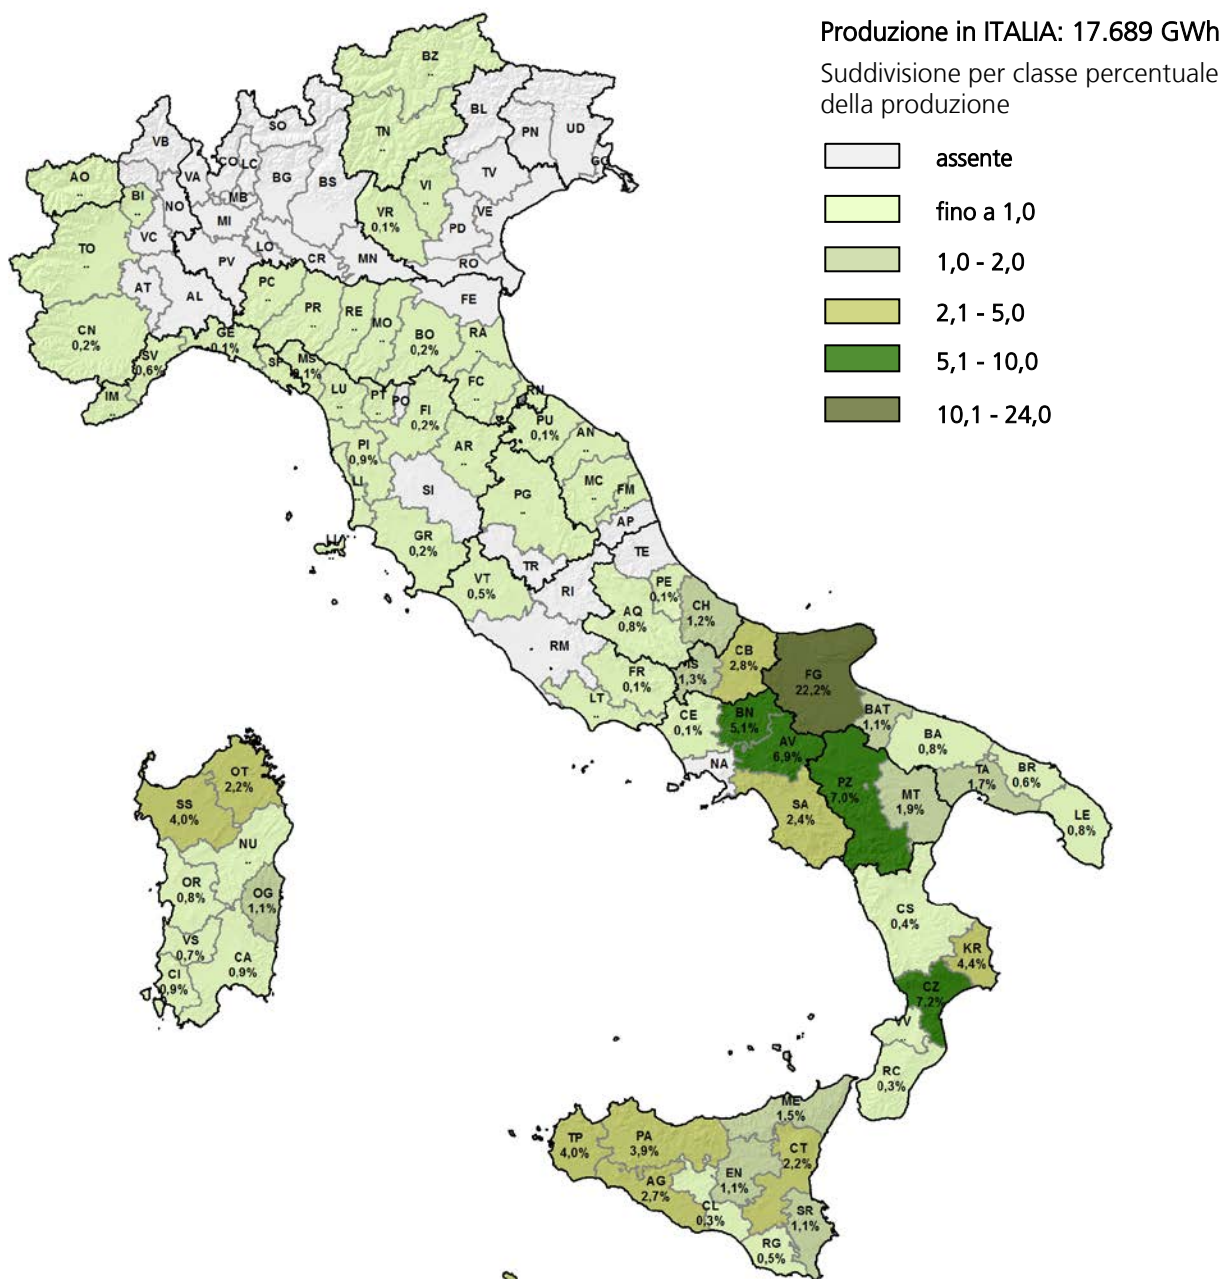 Produzione in ITALIA: 17.689 GWh
Suddivisione per classe percentuale
della produzione
assente
fino a 1,0
1,0 - 2,0
2,1 - 5,0
5,1 - 10,0
10,1 - 24,0
BZ
..
BL
PN
UD
GO
SO
TN
..
VB
CO
LC
VA
BG
BS
TV
AO
..
MB
BI
..
NO
MI
VI
..
VR
0,1%
VE
PD
VC
TO
..
LO
PV
CR
MN
RO
AT
AL
PC
..
FE
PR
..
RE
..
MO
..
BO
0,2%
RA
..
CN
0,2%
GE
0,1%
SV
0,6%
SP
MS
0,1%
IM
..
LU
..
PT
..
PO
FI
0,2%
FC
..
RN
PU
0,1%
AN
..
PI
0,9%
AR
..
LI
SI
PG
..
MC
..
FM
..
AP
GR
0,2%
LI
..
TE
TR
RI
VT
0,5%
PE
0,1%
AQ
0,8%
CH
1,2%
RM
CB
2,8%
IS
1,3%
FR
0,1%
FG
22,2%
LT
..
CE
0,1%
BN
5,1%
BAT
1,1%
BA
0,8%
AV
6,9%
NA
BR
0,6%
TA
1,7%
PZ
7,0%
MT
1,9%
SA
2,4%
LE
0,8%
OT
2,2%
SS
4,0%
NU
..
OR
0,8%
OG
1,1%
VS
0,7%
CA
0,9%
CI
0,9%
CS
0,4%
KR
4,4%
CZ
7,2%
VV
..
RC
0,3%
ME
1,5%
TP
4,0%
PA
3,9%
CT
2,2%
EN
1,1%
AG
2,7%
CL
0,3%
SR
1,1%
RG
0,5%